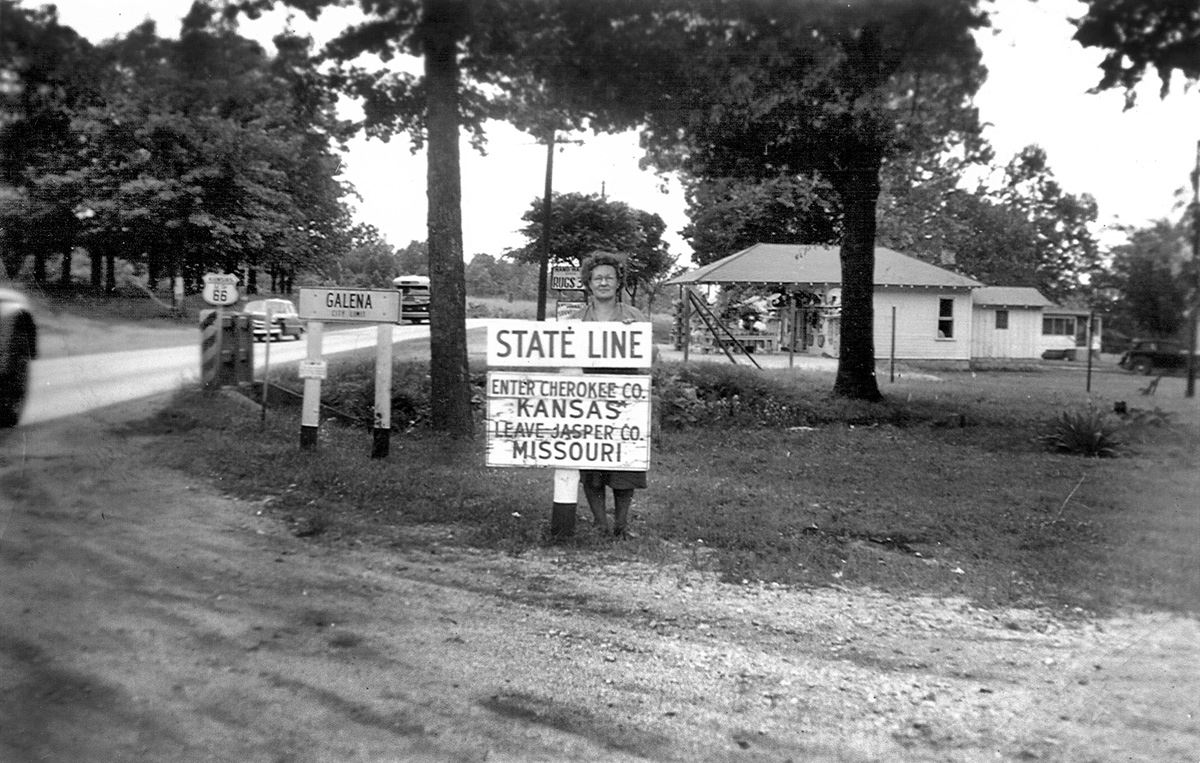 66
GALENA
CITY LIMIT
RUGS
STATE LINE
ENTER CHEROKEE CO.
KANSAS
LEAVE JASPER CO.
MISSOURI